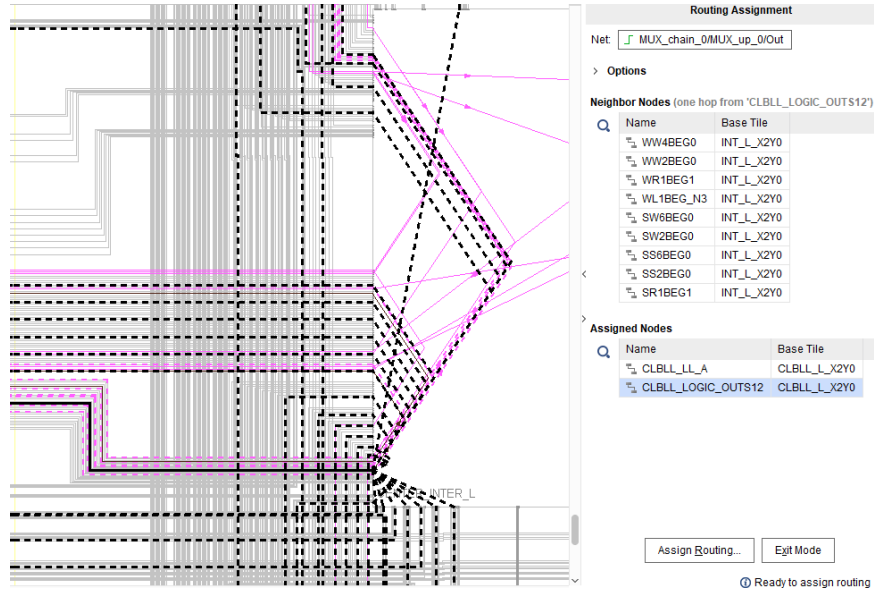 Routing Assignment
Net: MUX_chain_0/MUX_up_0/Out
Options
Neighbor Nodes (one hop from 'CLBLL_LOGIC_OUTS12')
Name Base Tile
WW4BEG0 INT_L_X2Y0
WW2BEG0 INT_L_X2Y0
WR1BEG1 INT_L_X2Y0
WL1BEG_N3 INT_L_X2Y0
SW6BEG0 INT_L_X2Y0
SW2BEG0 INT_L_X2Y0
SS6BEG0 INT_L_X2Y0
SS2BEG0 INT_L_X2Y0
SR1BEG1 INT_L_X2Y0
Assigned Nodes
Name Base Tile
CLBLL_LL_A CLBLL_L_X2Y0
CLBLL_LOGIC_OUTS12 CLBLL_L_X2Y0
INTER_L
Assign Routing... Exit Mode
Ready to assign routing